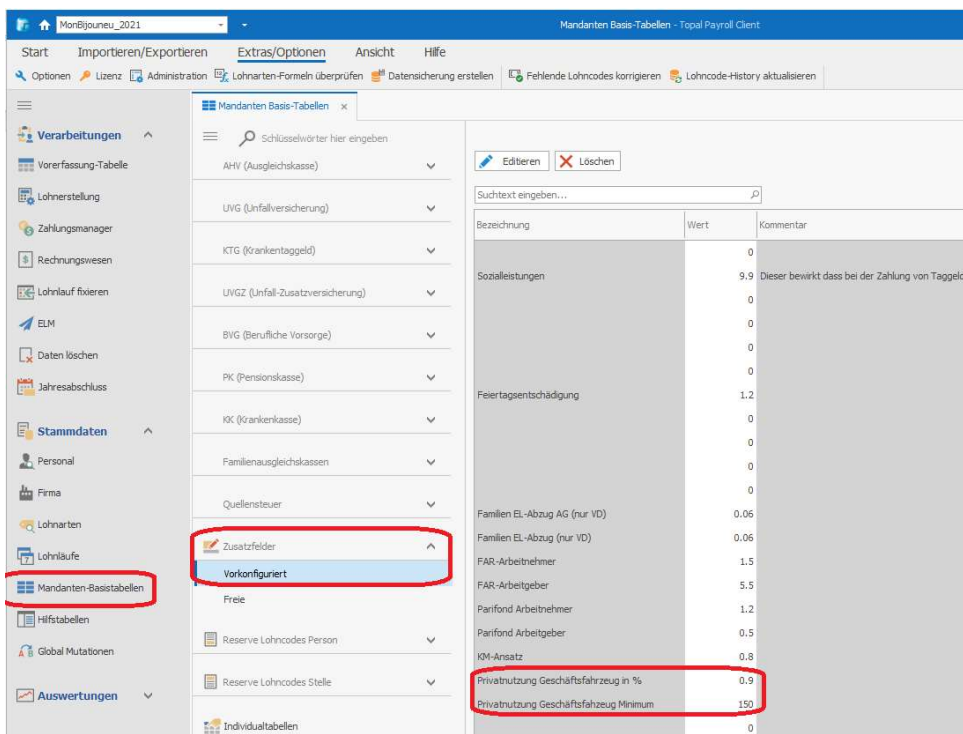 MonBijouneu_2021
Mandanten Basis-Tabellen - Topal Payroll Client
Start Importieren/Exportieren Extras/Optionen Ansicht Hilfe
Optionen Lizenz Administration Lohnarten-Formeln überprüfen Datensicherung erstellen Fehlende Lohncodes korrigieren Lohncode-History aktualisieren
Mandanten Basis-Tabellen x
Verarbeitungen
Vorerfassung-Tabelle
Lohnerstellung
Zahlungsmanager
Rechnungswesen
Lohnlauf fixieren
ELM
Daten löschen
Jahresabschluss
Stammdaten
Personal
Firma
Lohnarten
Lohnläufe
Mandanten-Basistabellen
Hilfstabellen
Global Mutationen
Auswertungen
Schlüsselwörter hier eingeben
AHV (Ausgleichskasse)
UVG (Unfallversicherung)
KTG (Krankentaggeld)
UVGZ (Unfall-Zusatzversicherung)
BVG (Berufliche Vorsorge)
PK (Pensionskasse)
KK (Krankenkasse)
Familienausgleichskassen
Quellensteuer
Zusatzfelder
Vorkonfiguriert
Freie
Reserve Lohncodes Person
Reserve Lohncodes Stelle
Individualtabellen
Editieren Löschen
Suchtext eingeben...
Bezeichnung Wert Kommentar
0
Sozialleistungen 9.9 Dieser bewirkt dass bei der Zahlung von Taggeld
0
0
0
0
Feiertagsentschädigung 1.2
0
0
0
0
Familien EL-Abzug AG (nur VD) 0.06
Familien EL-Abzug (nur VD) 0.06
FAR-Arbeitnehmer 1.5
FAR-Arbeitgeber 5.5
Parifond Arbeitnehmer 1.2
Parifond Arbeitgeber 0.5
KM-Ansatz 0.8
Privatnutzung Geschäftsfahrzeug in % 0.9
Privatnutzung Geschäftsfahzeug Minimum 150
0